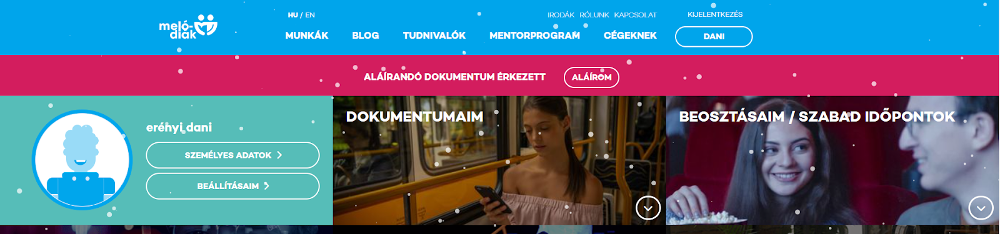 meló-
diák
HU / EN
IRODÁK RÓLUNK KAPCSOLAT
KIJELENTKEZÉS
MUNKÁK BLOG TUDNIVALÓK MENTORPROGRAM CÉGEKNEK
DANI
ALÁÍRANDÓ DOKUMENTUM ÉRKEZETT
ALÁÍROM
eréhyi dani
SZEMÉLYES ADATOK
BEÁLLÍTÁSAIM
DOKUMENTUMAIM
BEOSZTÁSAIM / SZABAD IDŐPONTOK